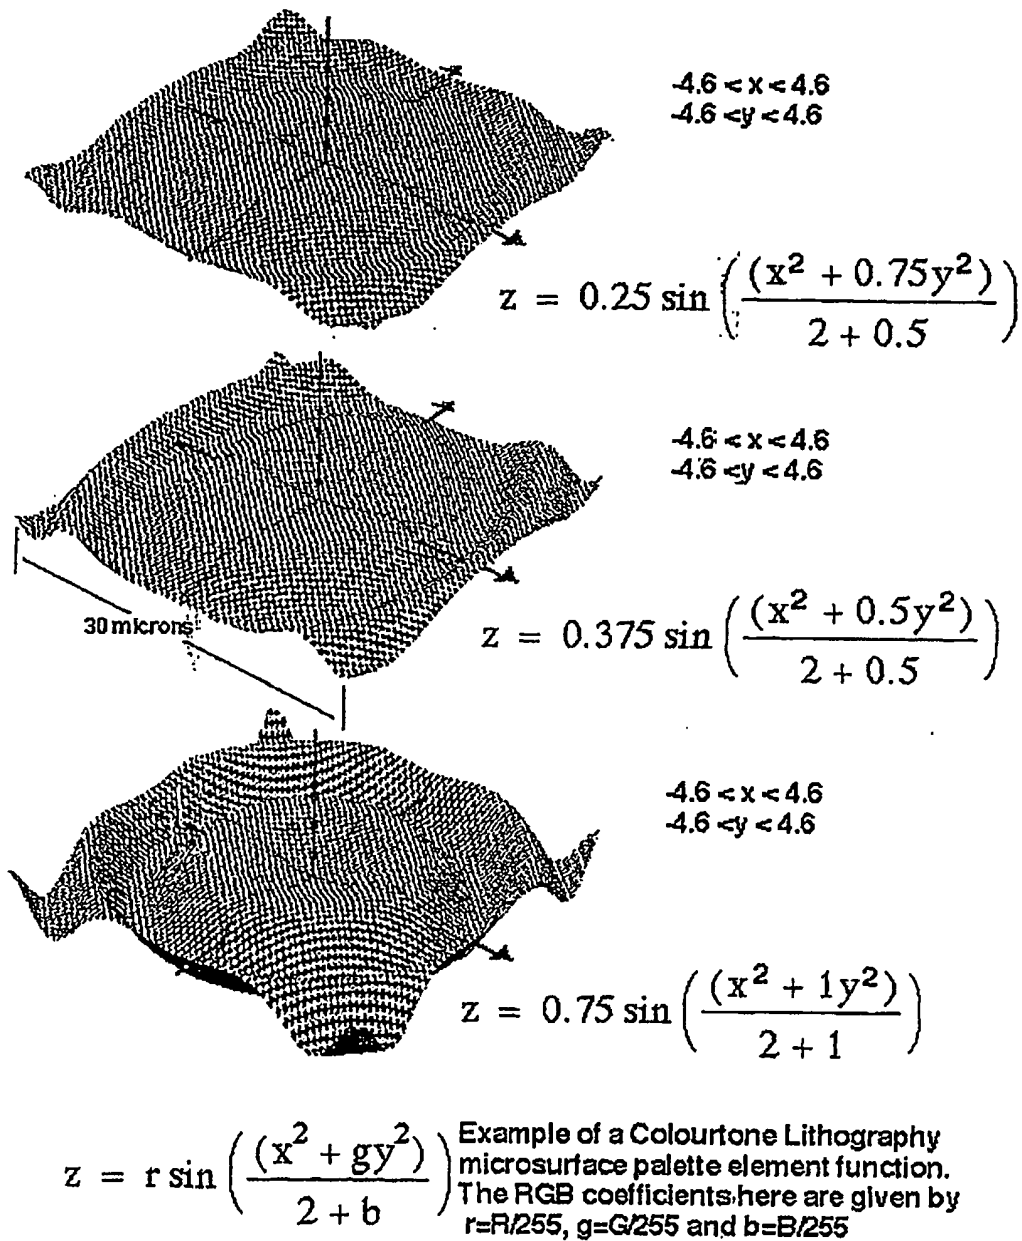 -4.6 < x < 4.6
-4.6 <y < 4.6
z = 0.25 sin ( (x² + 0.75y²) / 2 + 0.5 )
-4.6 < x < 4.6
-4.6 <y < 4.6
30 microns
z = 0.375 sin ( (x² + 0.5y²) / 2 + 0.5 )
-4.6 < x < 4.6
-4.6 <y < 4.6
z = 0.75 sin ( (x² + 1y²) / 2 + 1 )
z = r sin ( (x² + gy²) / 2 + b )
Example of a Colourtone Lithography
microsurface palette element function.
The RGB coefficients here are given by
r=R/255, g=G/255 and b=B/255